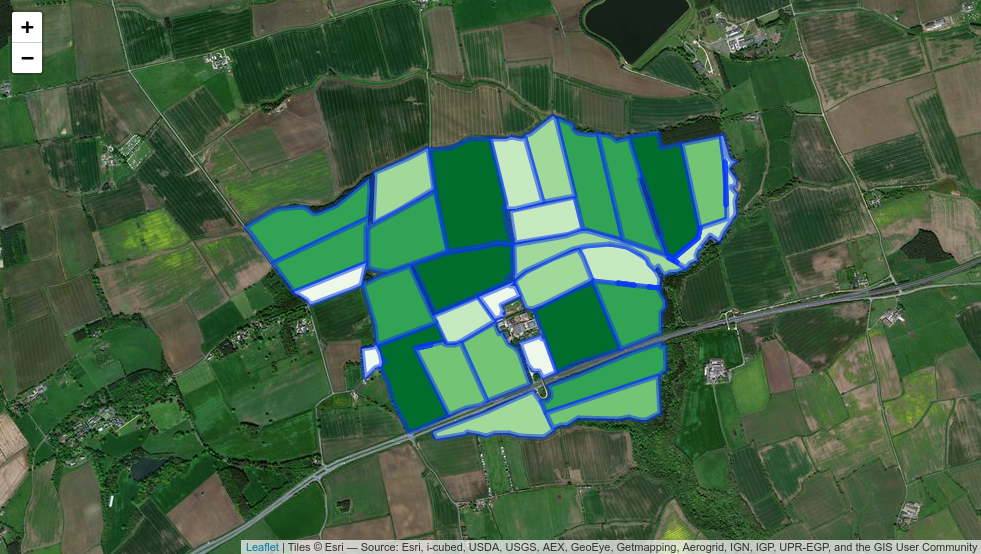 +
−
Leaflet | Tiles © Esri — Source: Esri, i-cubed, USDA, USGS, AEX, GeoEye, Getmapping, Aerogrid, IGN, IGP, UPR-EGP, and the GIS User Community